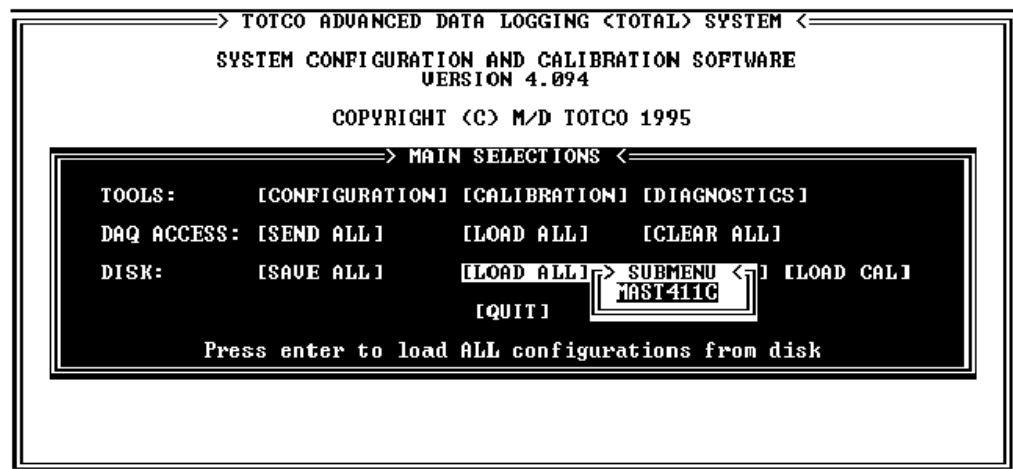 > TOTCO ADVANCED DATA LOGGING <TOTAL> SYSTEM <
SYSTEM CONFIGURATION AND CALIBRATION SOFTWARE
VERSION 4.094
COPYRIGHT <C> M/D TOTCO 1995
> MAIN SELECTIONS <
TOOLS: [CONFIGURATION] [CALIBRATION] [DIAGNOSTICS]
DAQ ACCESS: [SEND ALL] [LOAD ALL] [CLEAR ALL]
DISK: [SAVE ALL] [LOAD ALL] > SUBMENU < ] [LOAD CAL]
MAST411C
[QUIT]
Press enter to load ALL configurations from disk